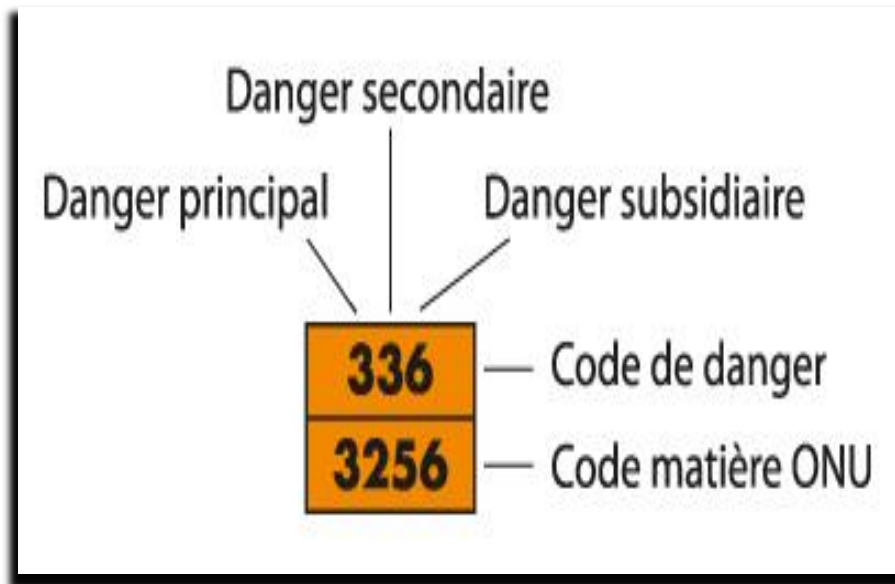 Danger secondaire
Danger principal
Danger subsidiaire
336
Code de danger
3256
Code matière ONU